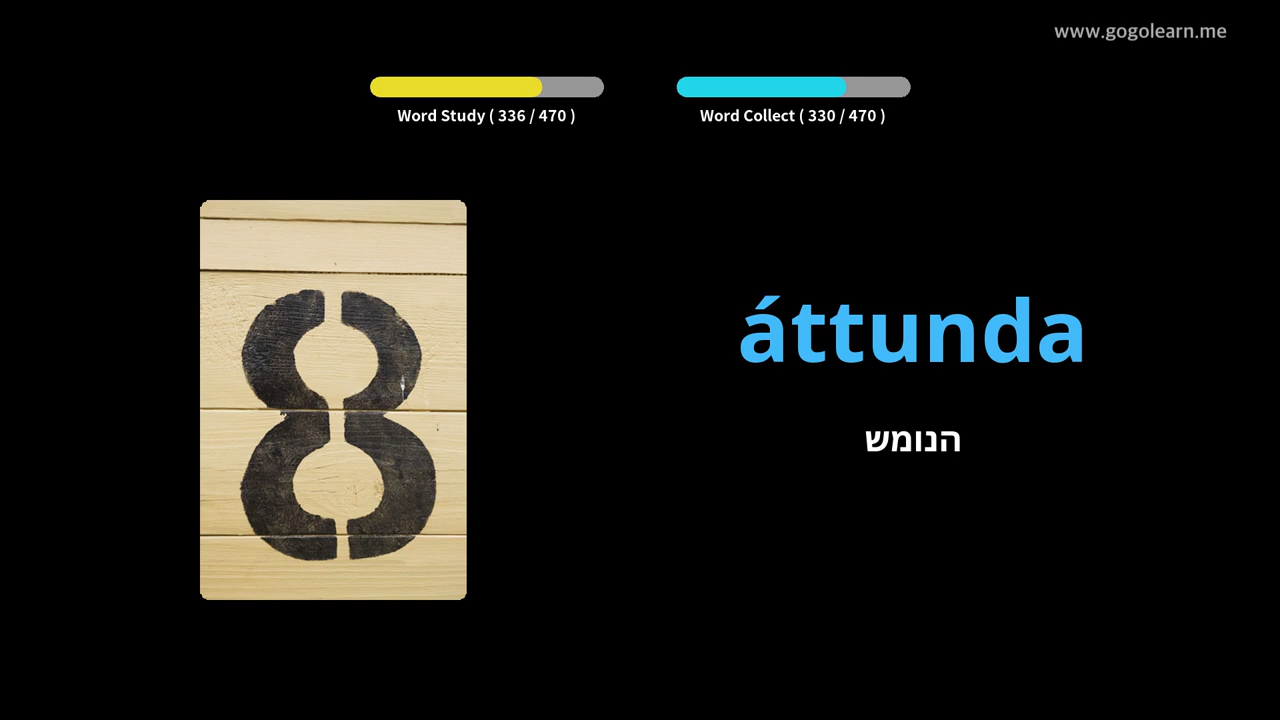 www.gogolearn.me
Word Study ( 336 / 470 )
Word Collect ( 330 / 470 )
8
áttunda
הנומש